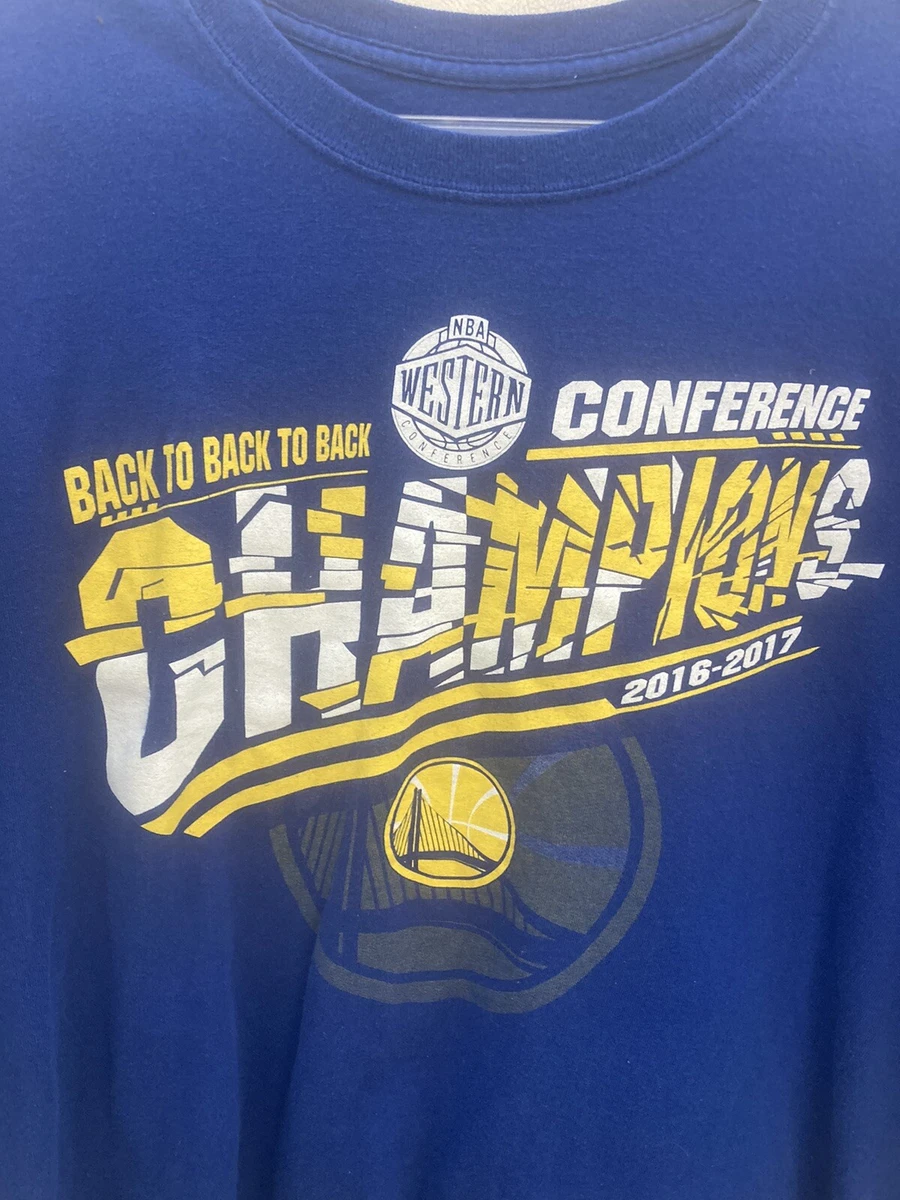 NBA
WESTERN
CONFERENCE
BACK TO BACK TO BACK
CONFERENCE
CHAMPIONS
2016-2017